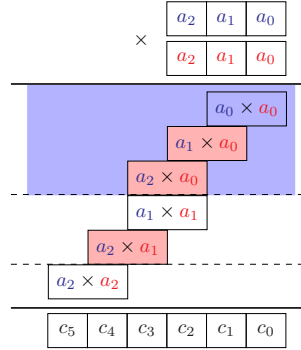 a₂ a₁ a₀
×
a₂ a₁ a₀
a₀ × a₀
a₁ × a₀
a₂ × a₀
a₁ × a₁
a₂ × a₁
a₂ × a₂
c₅ c₄ c₃ c₂ c₁ c₀